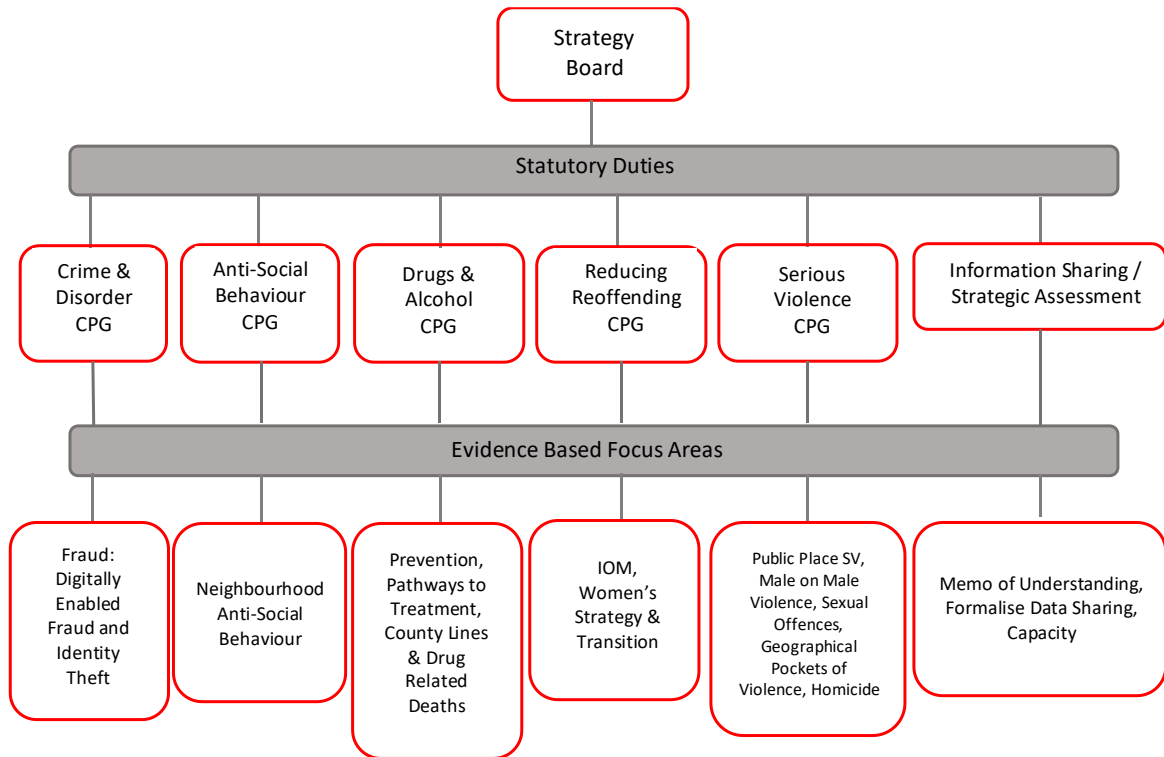 Strategy
Board
Statutory Duties
Crime &
Disorder
CPG
Anti-Social
Behaviour
CPG
Drugs &
Alcohol
CPG
Reducing
Reoffending
CPG
Serious
Violence
CPG
Information Sharing /
Strategic Assessment
Evidence Based Focus Areas
Fraud:
Digitally
Enabled
Fraud and
Identity
Theft
Neighbourhood
Anti-Social
Behaviour
Prevention,
Pathways to
Treatment,
County Lines
& Drug
Related
Deaths
IOM,
Women’s
Strategy &
Transition
Public Place SV,
Male on Male
Violence, Sexual
Offences,
Geographical
Pockets of
Violence, Homicide
Memo of Understanding,
Formalise Data Sharing,
Capacity